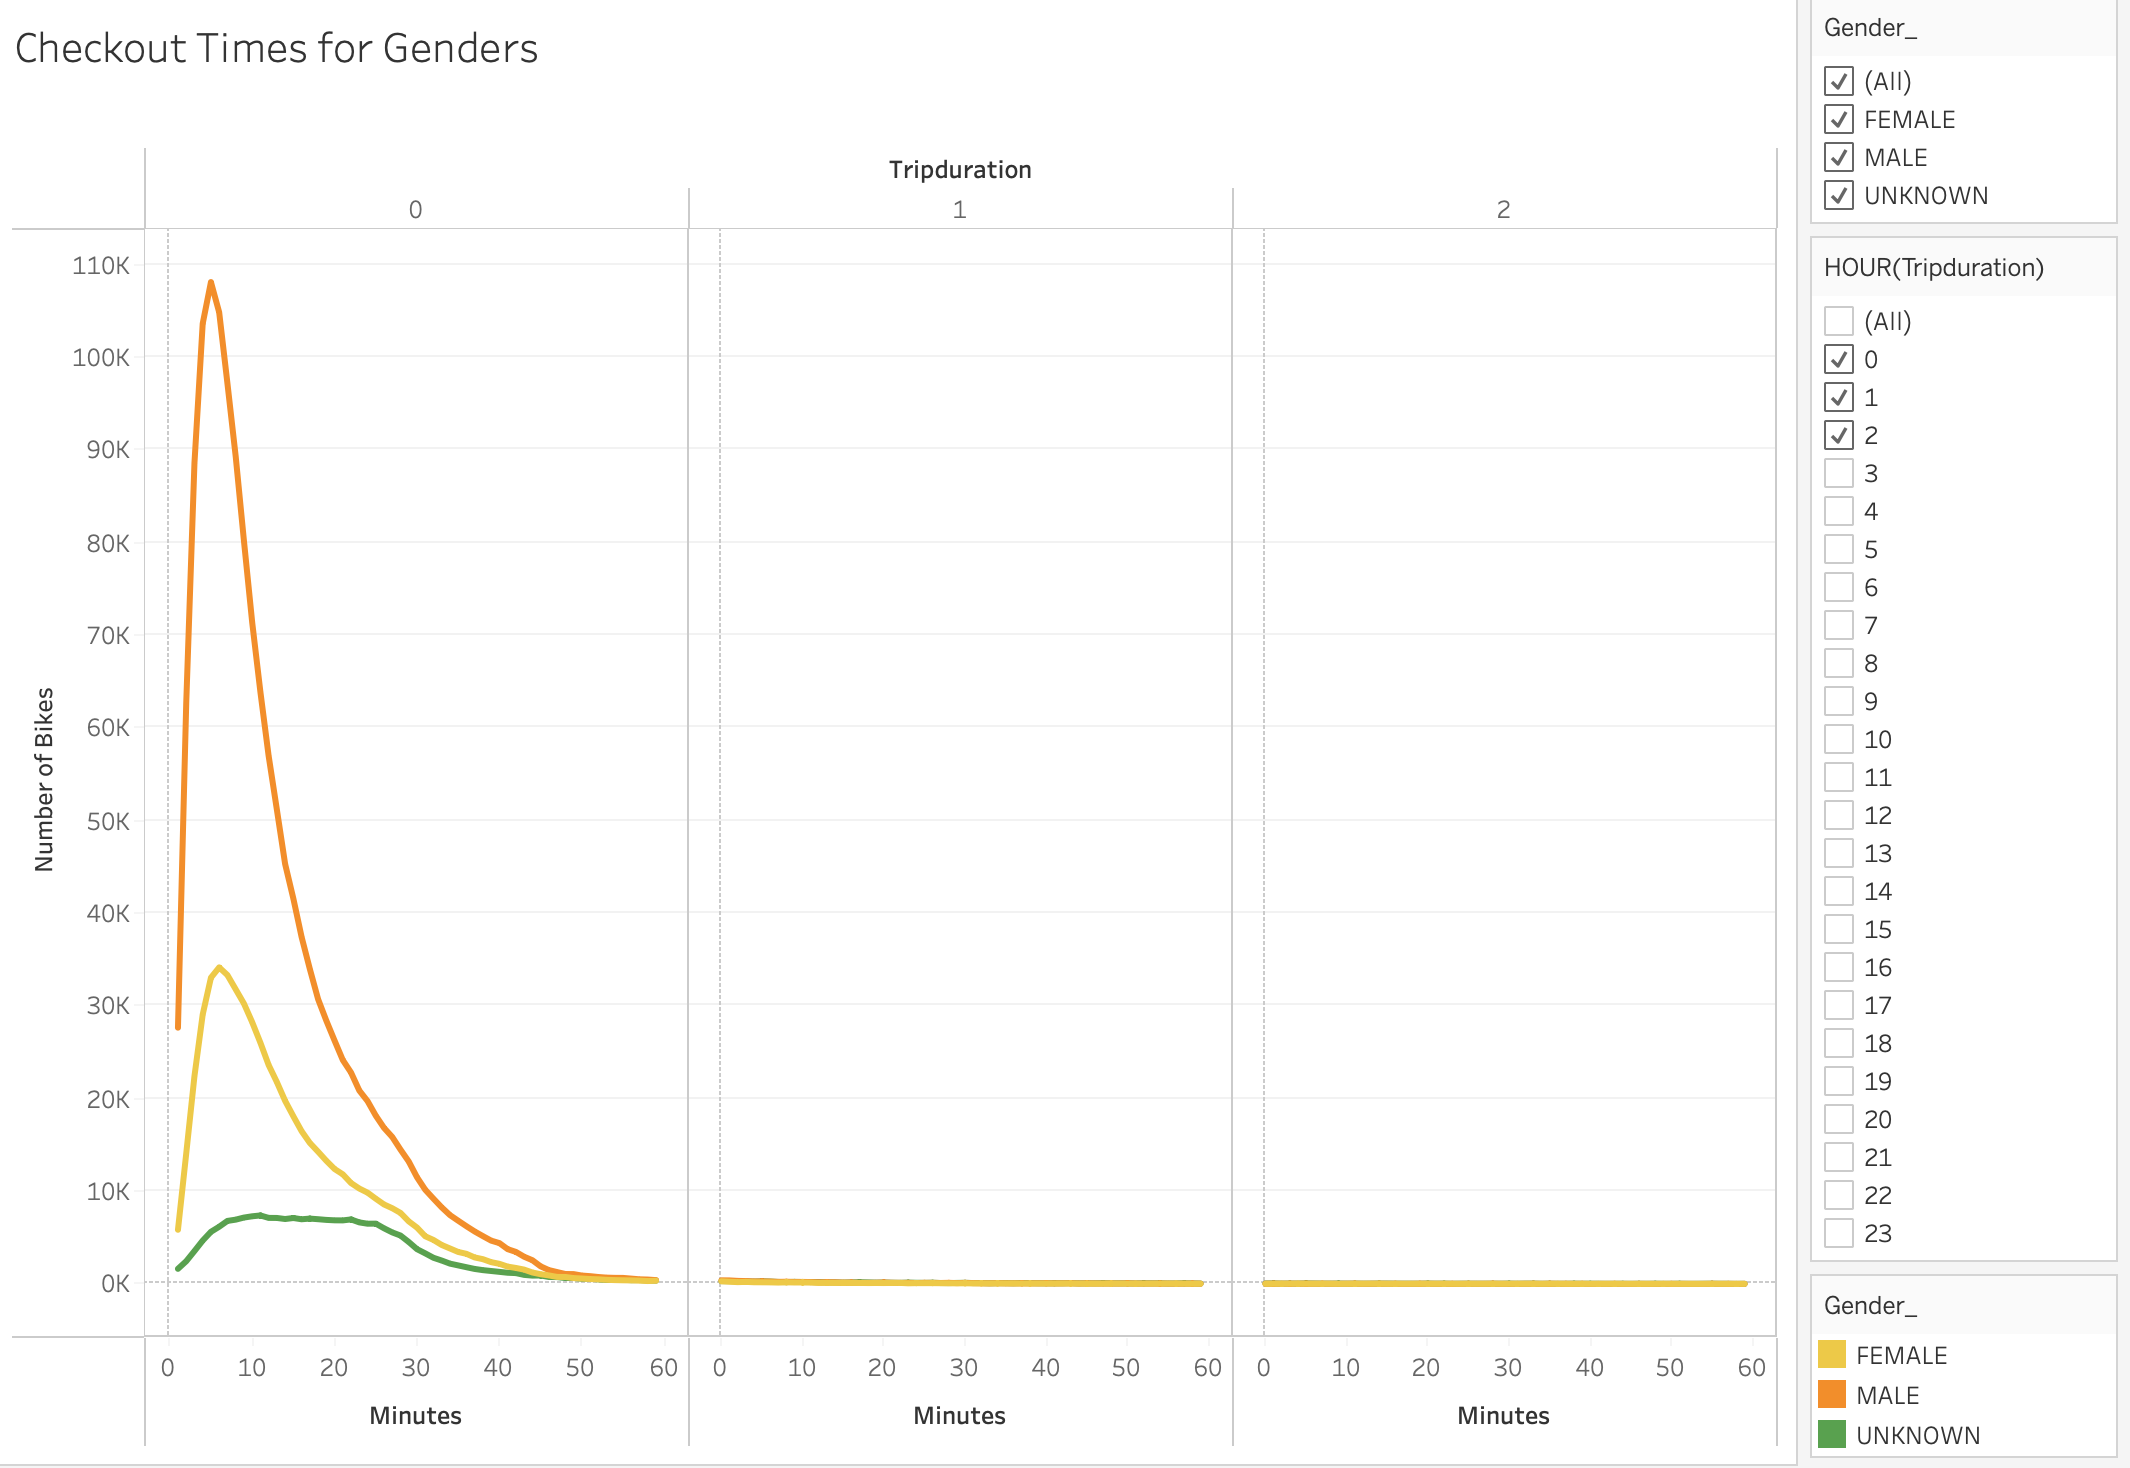 Checkout Times for Genders
Tripduration
0 1 2
110K
100K
90K
80K
70K
60K
50K
40K
30K
20K
10K
0K
Number of Bikes
0 10 20 30 40 50 60 0 10 20 30 40 50 60 0 10 20 30 40 50 60
Minutes Minutes Minutes
Gender_
(All)
FEMALE
MALE
UNKNOWN
HOUR(Tripduration)
(All)
0
1
2
3
4
5
6
7
8
9
10
11
12
13
14
15
16
17
18
19
20
21
22
23
Gender_
FEMALE
MALE
UNKNOWN